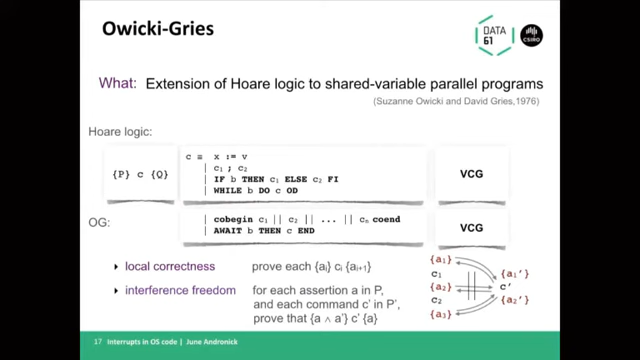 Owicki-Gries
DATA
61
CSIRO
What: Extension of Hoare logic to shared-variable parallel programs
(Suzanne Owicki and David Gries,1976)
Hoare logic:
{P} c {Q}
c ≡ x := v
| c₁ ; c₂
| IF b THEN c₁ ELSE c₂ FI
| WHILE b DO c OD
VCG
OG:
| cobegin c₁ || c₂ || ... || cₙ coend
| AWAIT b THEN c END
VCG
local correctness prove each {aᵢ} cᵢ {aᵢ₊₁}
interference freedom for each assertion a in P,
and each command c' in P',
prove that {a ∧ a'} c' {a}
{a₁}
c₁
{a₂}
c₂
{a₃}
{a₁'}
c'
{a₂'}
17 Interrupts in OS code | June Andronick